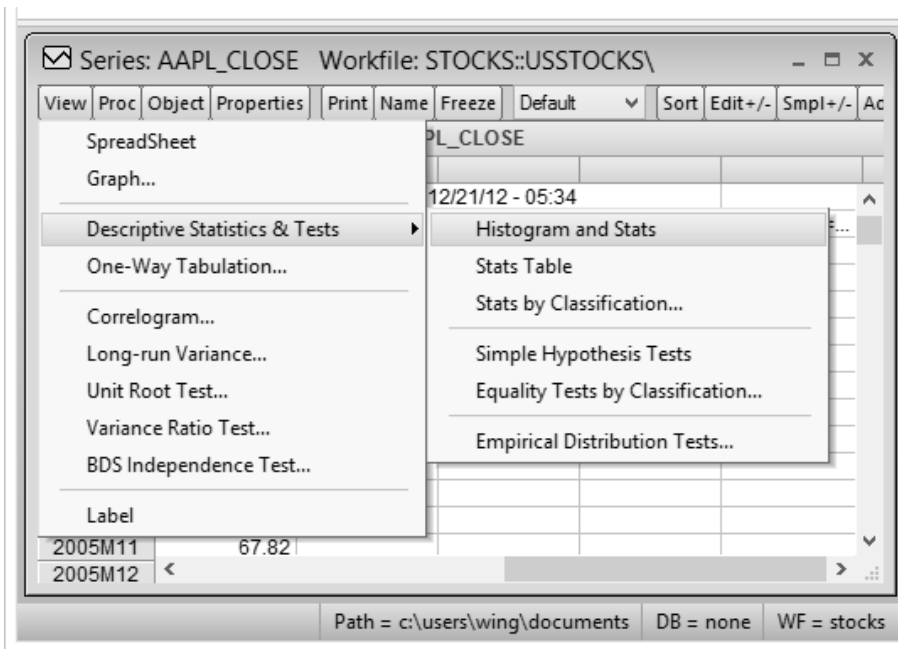 Series: AAPL_CLOSE Workfile: STOCKS::USSTOCKS\
View Proc Object Properties Print Name Freeze Default Sort Edit+/- Smpl+/- Ad
PL_CLOSE
12/21/12 - 05:34
SpreadSheet
Graph...
Descriptive Statistics & Tests
One-Way Tabulation...
Correlogram...
Long-run Variance...
Unit Root Test...
Variance Ratio Test...
BDS Independence Test...
Label
Histogram and Stats
Stats Table
Stats by Classification...
Simple Hypothesis Tests
Equality Tests by Classification...
Empirical Distribution Tests...
2005M11 67.82
2005M12
Path = c:\users\wing\documents DB = none WF = stocks